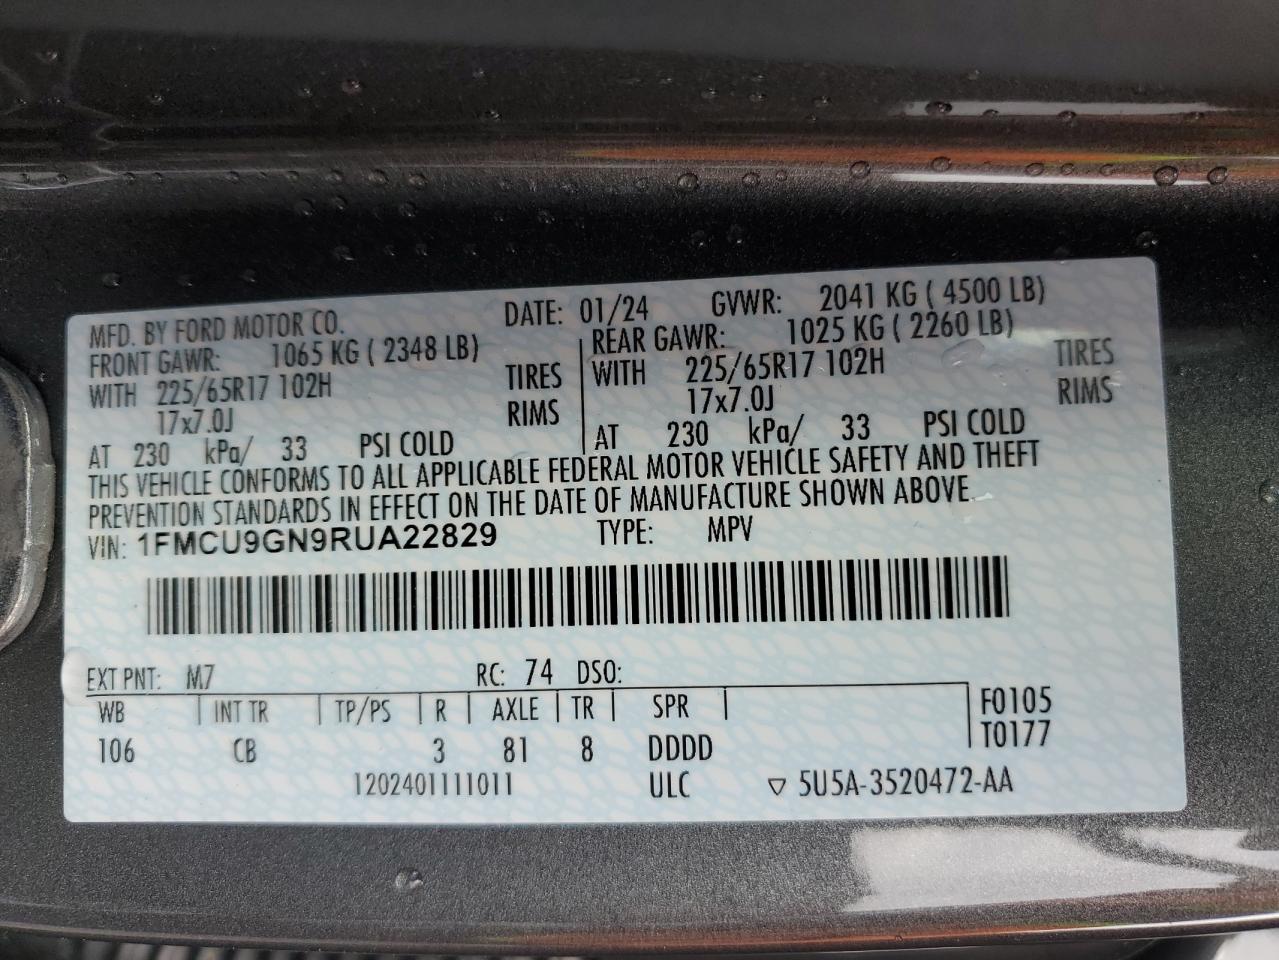 MFD. BY FORD MOTOR CO. DATE: 01/24 GVWR: 2041 KG ( 4500 LB)
FRONT GAWR: 1065 KG ( 2348 LB) REAR GAWR: 1025 KG ( 2260 LB)
WITH 225/65R17 102H TIRES WITH 225/65R17 102H TIRES
17x7.0J RIMS 17x7.0J RIMS
AT 230 kPa/ 33 PSI COLD AT 230 kPa/ 33 PSI COLD
THIS VEHICLE CONFORMS TO ALL APPLICABLE FEDERAL MOTOR VEHICLE SAFETY AND THEFT
PREVENTION STANDARDS IN EFFECT ON THE DATE OF MANUFACTURE SHOWN ABOVE.
VIN: 1FMCU9GN9RUA22829 TYPE: MPV
EXT PNT: M7 RC: 74 DSO:
WB INT TR TP/PS R AXLE TR SPR F0105
106 CB 3 81 8 DDDD T0177
1202401111011 ULC ▽ 5U5A-3520472-AA